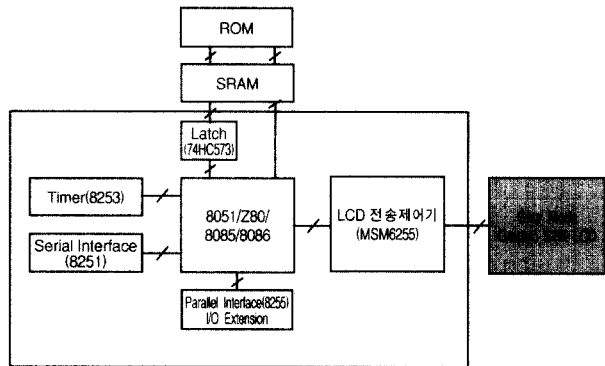 ROM
SRAM
Latch
(74HC573)
Timer(8253)
8051/Z80/
8085/8086
LCD 전송제어기
(MSM6255)
Serial Interface
(8251)
Parallel Interface(8255)
I/O Extension
LCD